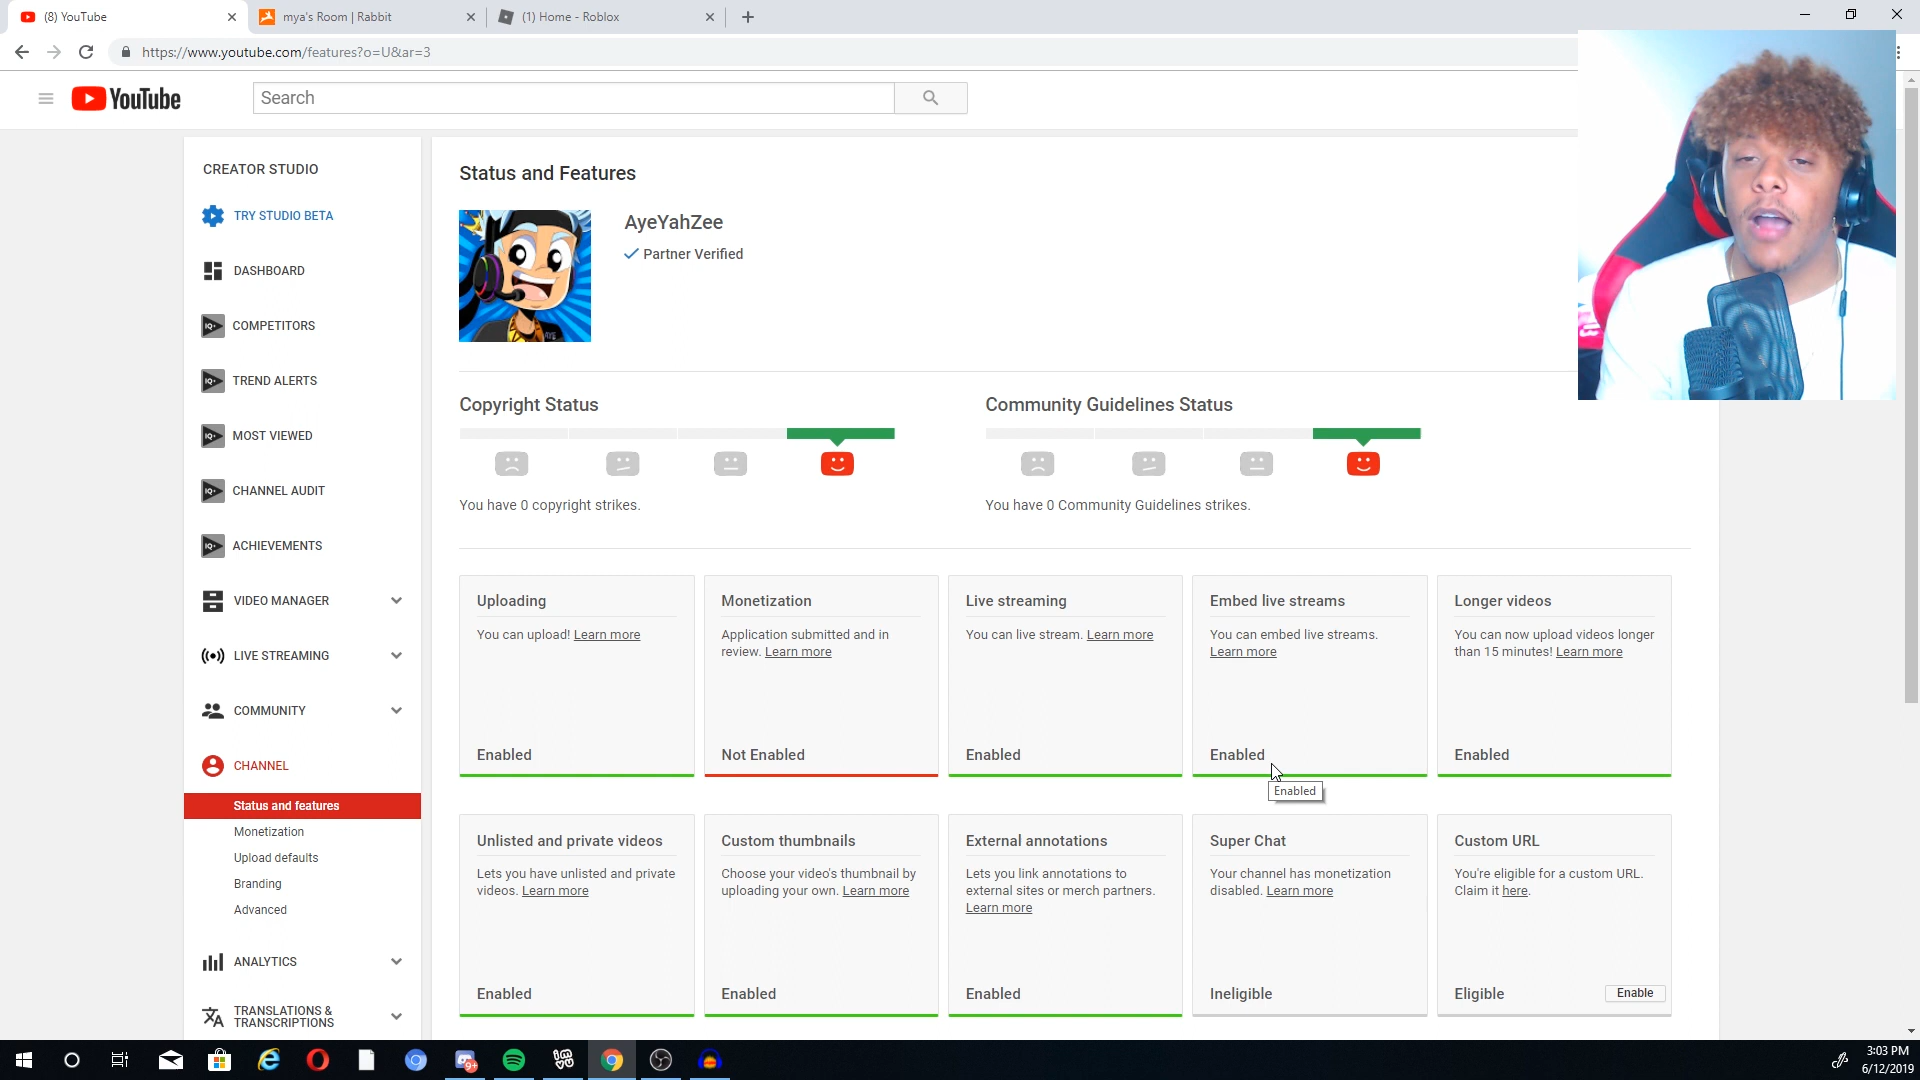 (8) YouTube
mya's Room | Rabbit
(1) Home - Roblox
https://www.youtube.com/features?o=U&ar=3
YouTube
Search
CREATOR STUDIO
TRY STUDIO BETA
DASHBOARD
COMPETITORS
TREND ALERTS
MOST VIEWED
CHANNEL AUDIT
ACHIEVEMENTS
VIDEO MANAGER
LIVE STREAMING
COMMUNITY
CHANNEL
Status and features
Monetization
Upload defaults
Branding
Advanced
ANALYTICS
TRANSLATIONS &
TRANSCRIPTIONS
Status and Features
AyeYahZee
Partner Verified
Copyright Status
You have 0 copyright strikes.
Community Guidelines Status
You have 0 Community Guidelines strikes.
Uploading
You can upload! Learn more
Enabled
Monetization
Application submitted and in
review. Learn more
Not Enabled
Live streaming
You can live stream. Learn more
Enabled
Embed live streams
You can embed live streams.
Learn more
Enabled
Enabled
Longer videos
You can now upload videos longer
than 15 minutes! Learn more
Enabled
Unlisted and private videos
Lets you have unlisted and private
videos. Learn more
Enabled
Custom thumbnails
Choose your video's thumbnail by
uploading your own. Learn more
Enabled
External annotations
Lets you link annotations to
external sites or merch partners.
Learn more
Enabled
Super Chat
Your channel has monetization
disabled. Learn more
Ineligible
Custom URL
You're eligible for a custom URL.
Claim it here.
Eligible
Enable
9+
3:03 PM
6/12/2019